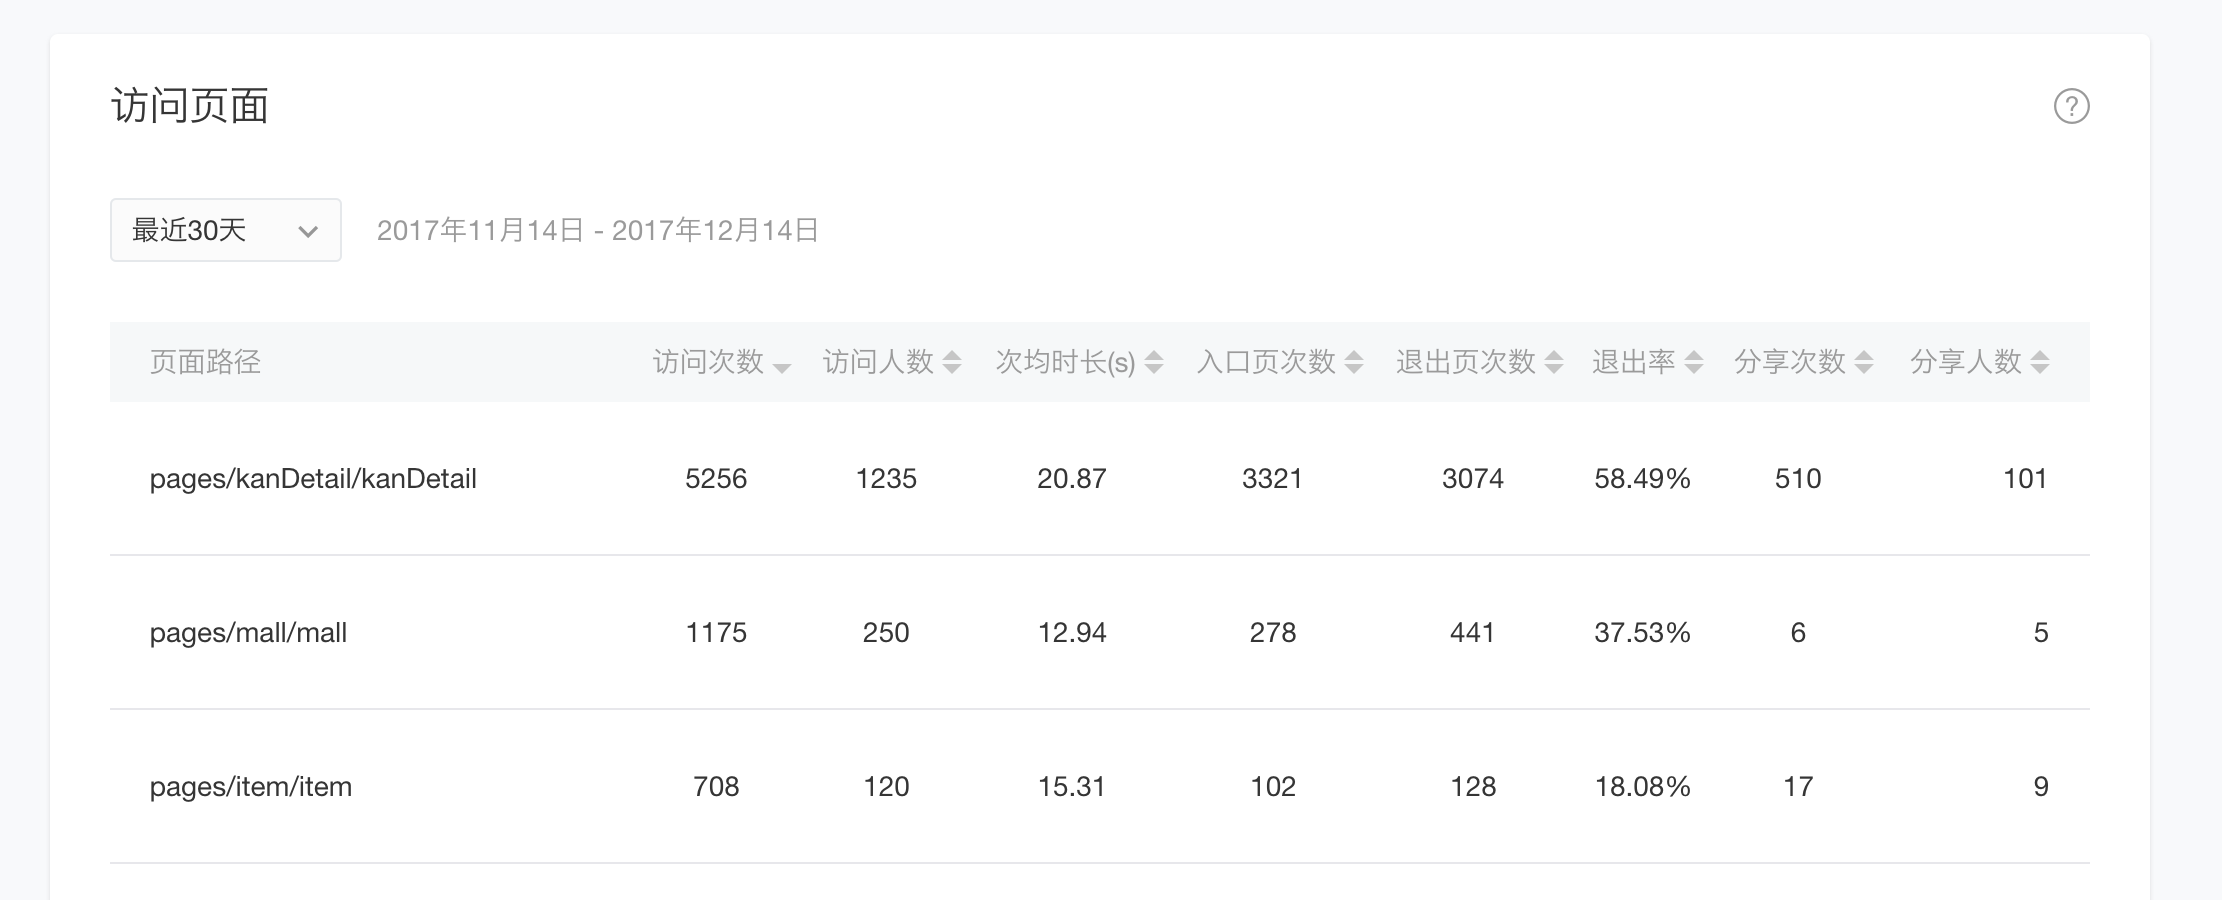 访问页面
?
最近30天 2017年11月14日 - 2017年12月14日
页面路径 访问次数 访问人数 次均时长(s) 入口页次数 退出页次数 退出率 分享次数 分享人数
pages/kanDetail/kanDetail 5256 1235 20.87 3321 3074 58.49% 510 101
pages/mall/mall 1175 250 12.94 278 441 37.53% 6 5
pages/item/item 708 120 15.31 102 128 18.08% 17 9